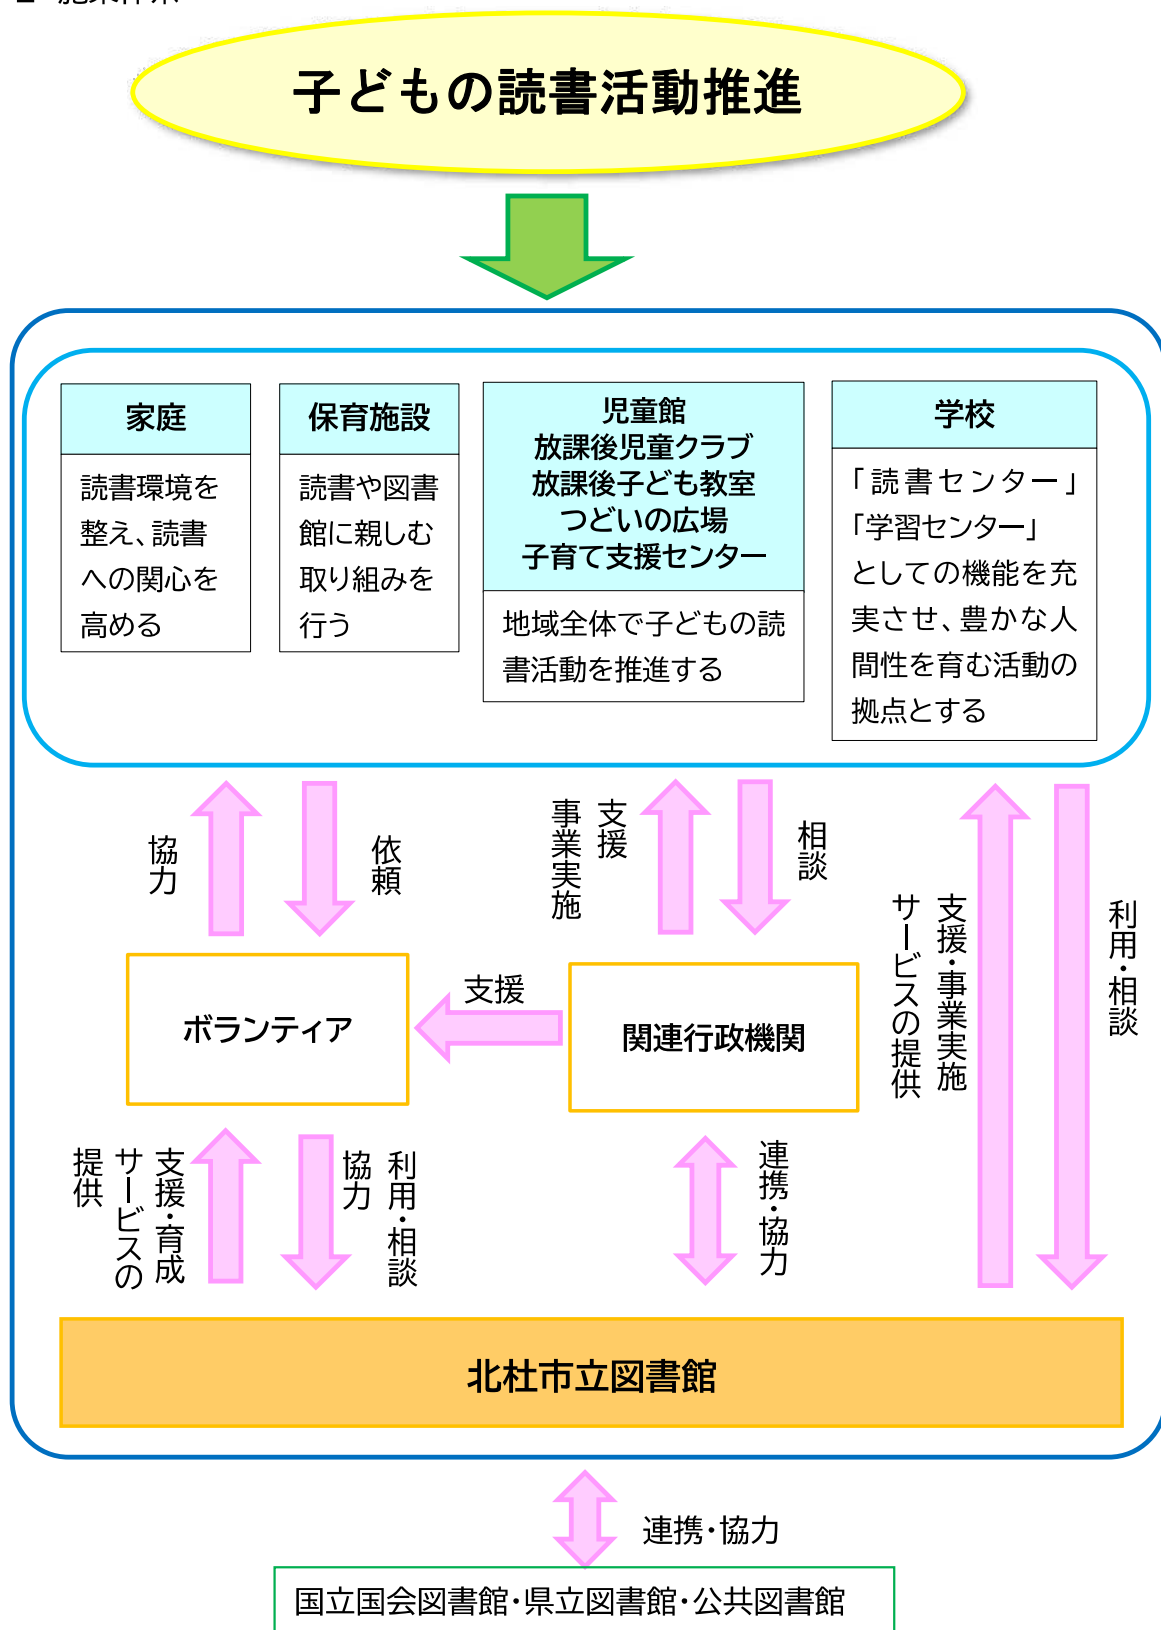 子どもの読書活動推進
家庭
読書環境を
整え、読書
への関心を
高める
保育施設
読書や図書
館に親しむ
取り組みを
行う
児童館
放課後児童クラブ
放課後子ども教室
つどいの広場
子育て支援センター
地域全体で子どもの読
書活動を推進する
学校
「読書センター」
「学習センター」
としての機能を充
実させ、豊かな人
間性を育む活動の
拠点とする
協力
依頼
支援
事業実施
相談
支援・事業実施
サービスの提供
利用・相談
ボランティア
支援
関連行政機関
支援・育成
サービスの
提供
利用・相談
協力
連携・協力
北杜市立図書館
連携・協力
国立国会図書館・県立図書館・公共図書館